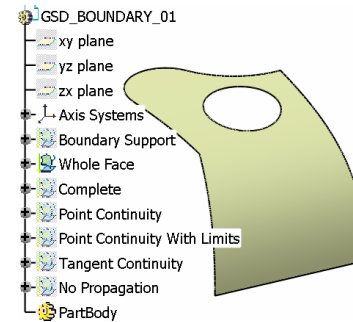 GSD_BOUNDARY_01
xy plane
yz plane
zx plane
Axis Systems
Boundary Support
Whole Face
Complete
Point Continuity
Point Continuity With Limits
Tangent Continuity
No Propagation
PartBody